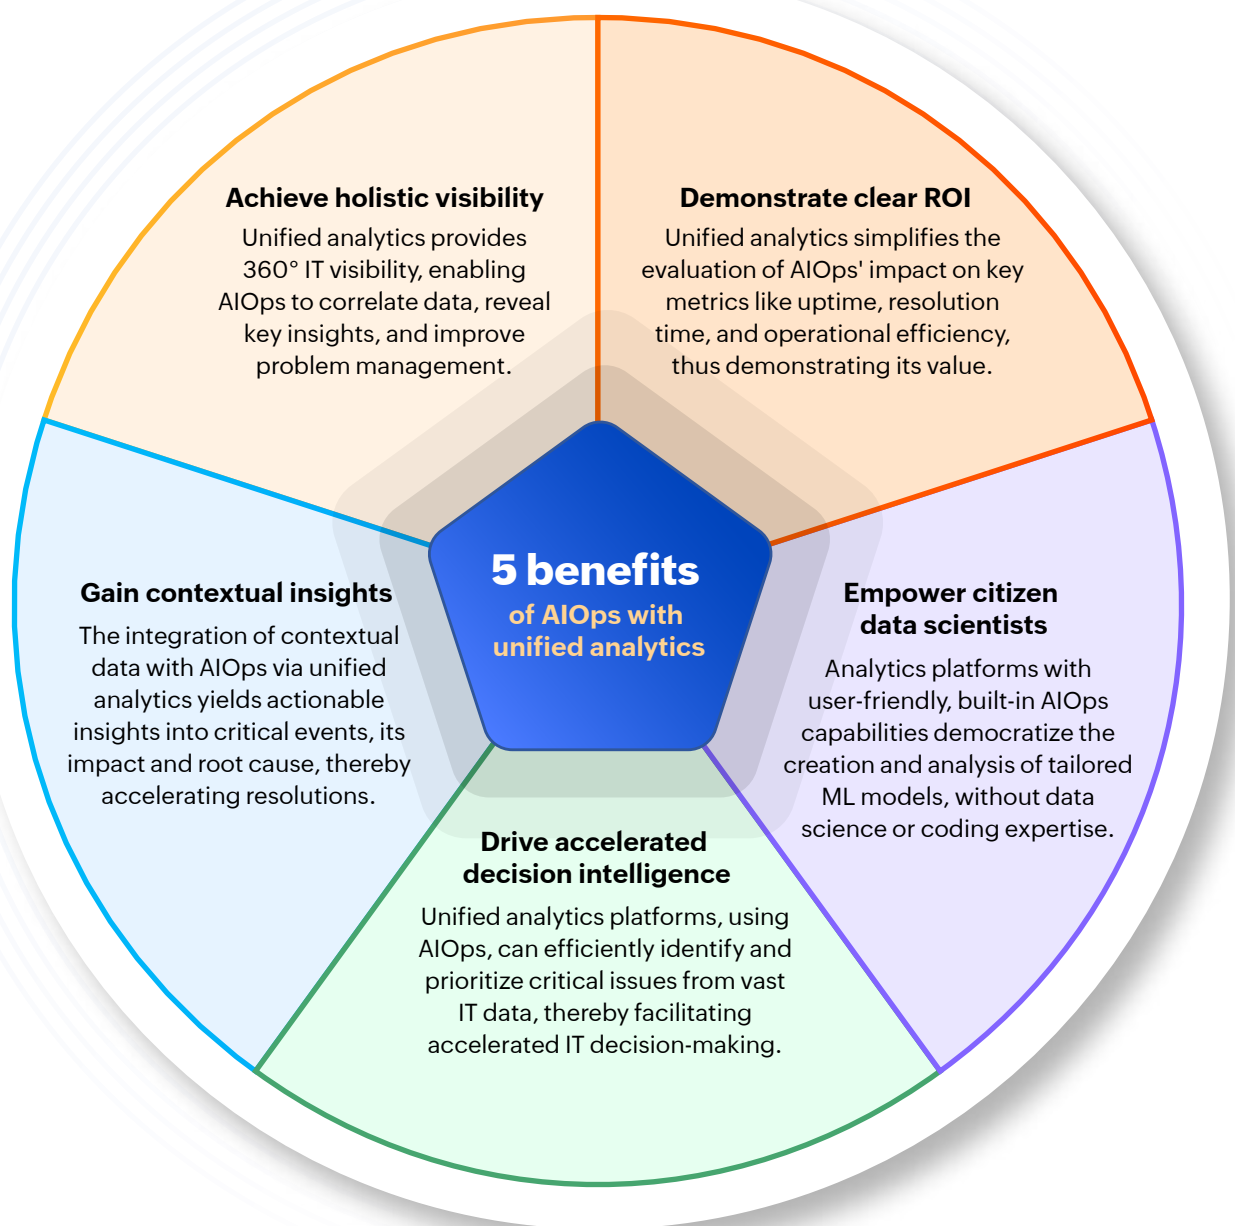 Achieve holistic visibility
Unified analytics provides
360° IT visibility, enabling
AIOps to correlate data, reveal
key insights, and improve
problem management.
Demonstrate clear ROI
Unified analytics simplifies the
evaluation of AIOps' impact on key
metrics like uptime, resolution
time, and operational efficiency,
thus demonstrating its value.
5 benefits
of AIOps with
unified analytics
Gain contextual insights
The integration of contextual
data with AIOps via unified
analytics yields actionable
insights into critical events, its
impact and root cause, thereby
accelerating resolutions.
Empower citizen
data scientists
Analytics platforms with
user-friendly, built-in AIOps
capabilities democratize the
creation and analysis of tailored
ML models, without data
science or coding expertise.
Drive accelerated
decision intelligence
Unified analytics platforms, using
AIOps, can efficiently identify and
prioritize critical issues from vast
IT data, thereby facilitating
accelerated IT decision-making.